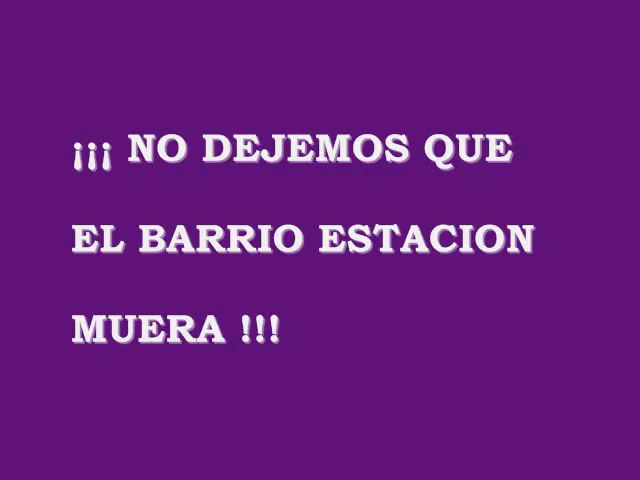 ¡¡¡ NO DEJEMOS QUE
EL BARRIO ESTACION
MUERA !!!